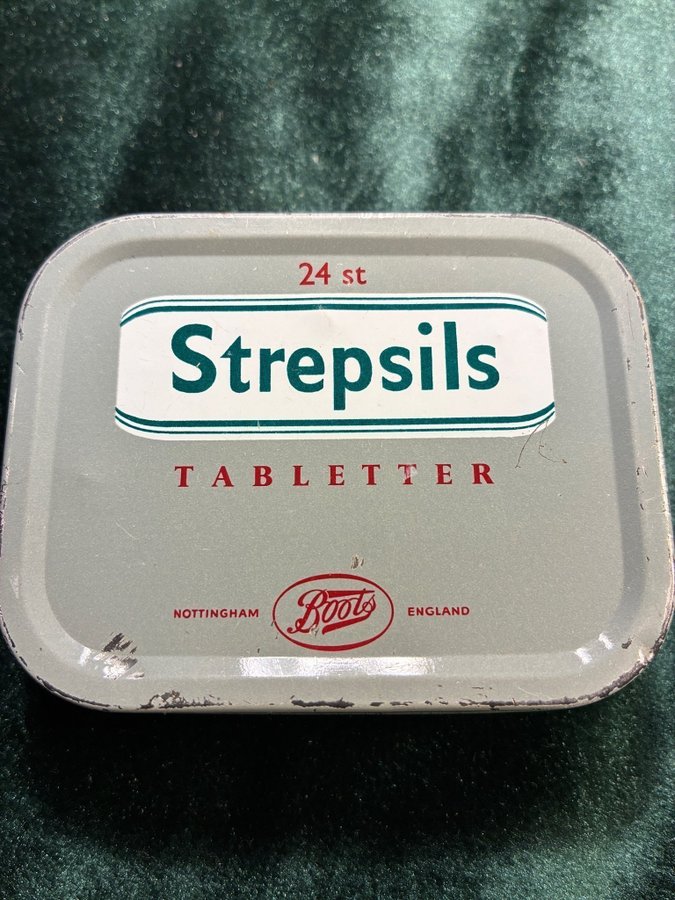 24 st
Strepsils
TABLETTER
NOTTINGHAM Boots ENGLAND